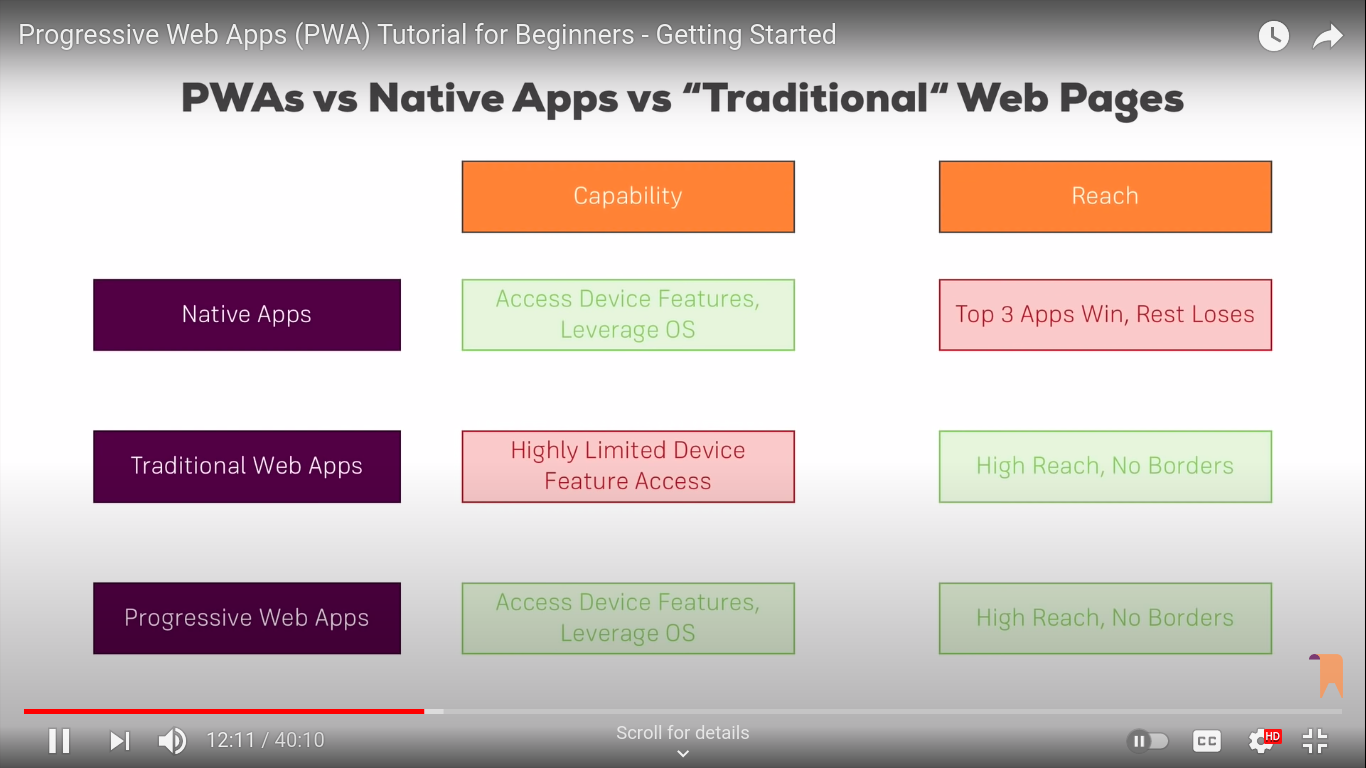 Progressive Web Apps (PWA) Tutorial for Beginners - Getting Started
PWAs vs Native Apps vs “Traditional“ Web Pages
Capability
Reach
Native Apps
Access Device Features,
Leverage OS
Top 3 Apps Win, Rest Loses
Traditional Web Apps
Highly Limited Device
Feature Access
High Reach, No Borders
Progressive Web Apps
Access Device Features,
Leverage OS
High Reach, No Borders
12:11 / 40:10
Scroll for details
CC
HD